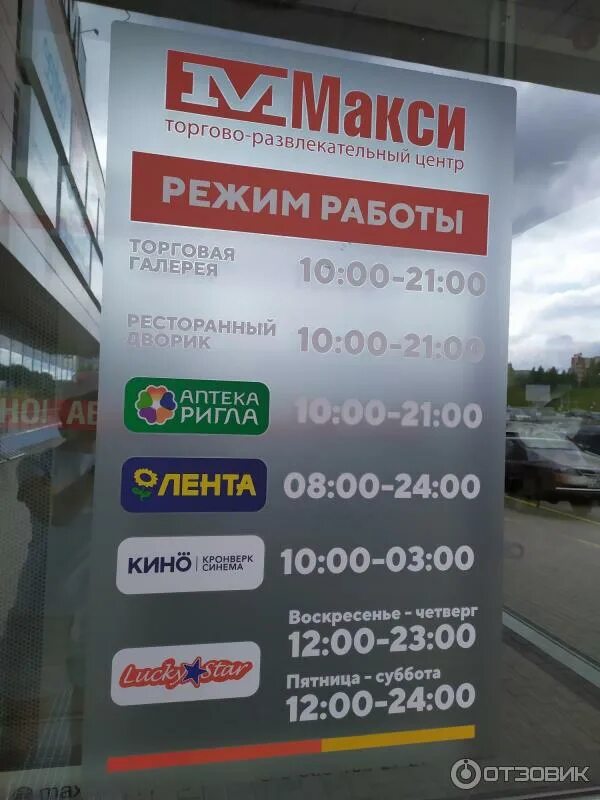 Макси
торгово-развлекательный центр
РЕЖИМ РАБОТЫ
ТОРГОВАЯ
ГАЛЕРЕЯ
10:00-21:00
РЕСТОРАННЫЙ
ДВОРИК
10:00-21:00
АПТЕКА
РИГЛА
10:00-21:00
ЛЕНТА
08:00-24:00
КИНО
КРОНВЕРК
СИНЕМА
10:00-03:00
Lucky Star
Воскресенье - четверг
12:00-23:00
Пятница - суббота
12:00-24:00
ОТЗОВИК